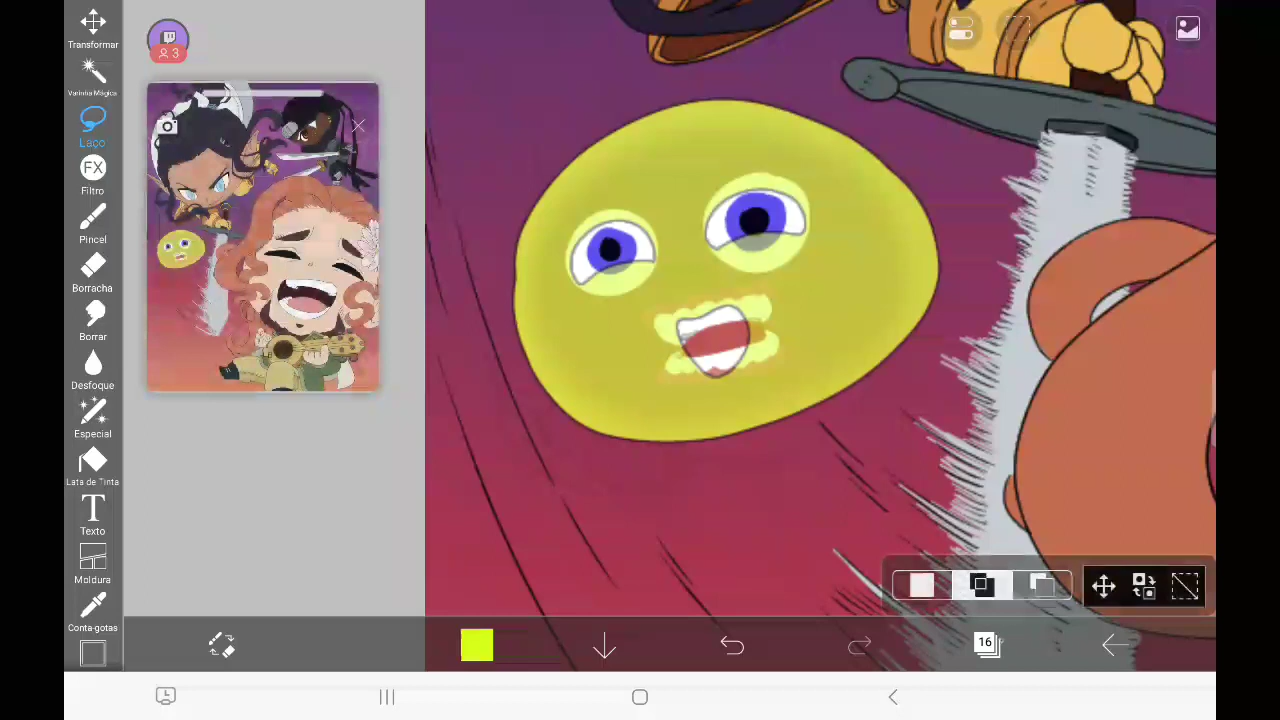 Transformar
3
Varinha Mágica
Laço
FX
Filtro
Pincel
Borracha
Borrar
Desfoque
Especial
Lata de Tinta
T
Texto
Moldura
Conta-gotas
16